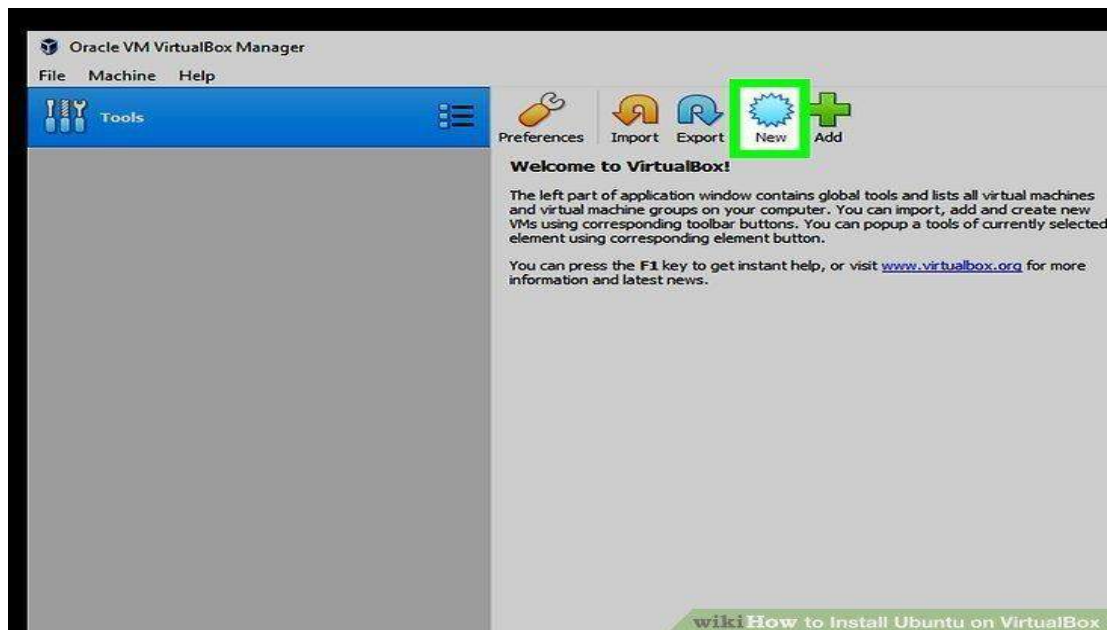 Oracle VM VirtualBox Manager
File Machine Help
Tools
Preferences Import Export New Add
Welcome to VirtualBox!
The left part of application window contains global tools and lists all virtual machines
and virtual machine groups on your computer. You can import, add and create new
VMs using corresponding toolbar buttons. You can popup a tools of currently selected
element using corresponding element button.
You can press the F1 key to get instant help, or visit www.virtualbox.org for more
information and latest news.
wikiHow to Install Ubuntu on VirtualBox